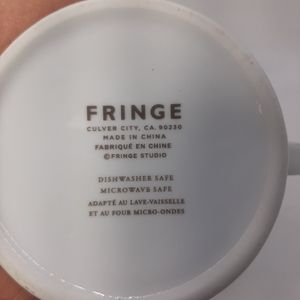 FRINGE
CULVER CITY, CA. 90230
MADE IN CHINA
FABRIQUÉ EN CHINE
©FRINGE STUDIO
DISHWASHER SAFE
MICROWAVE SAFE
ADAPTÉ AU LAVE-VAISSELLE
ET AU FOUR MICRO-ONDES